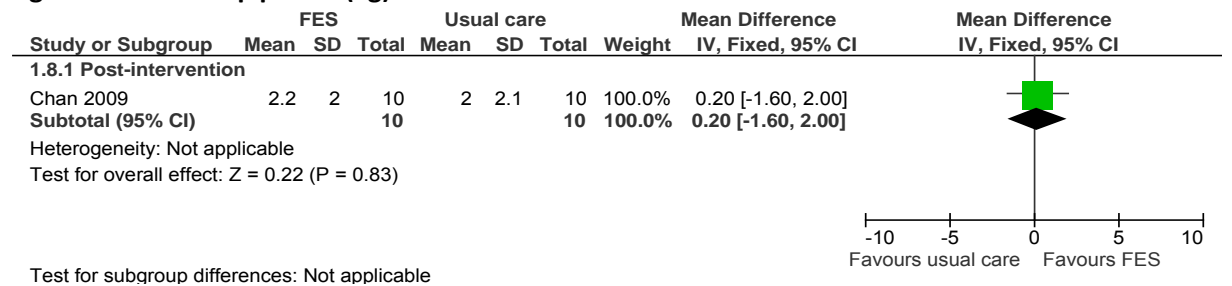 FES Usual care Mean Difference Mean Difference
Study or Subgroup Mean SD Total Mean SD Total Weight IV, Fixed, 95% CI IV, Fixed, 95% CI
1.8.1 Post-intervention
Chan 2009 2.2 2 10 2 2.1 10 100.0% 0.20 [-1.60, 2.00]
Subtotal (95% CI) 10 10 100.0% 0.20 [-1.60, 2.00]
Heterogeneity: Not applicable
Test for overall effect: Z = 0.22 (P = 0.83)
-10 -5 0 5 10
Favours usual care Favours FES
Test for subgroup differences: Not applicable